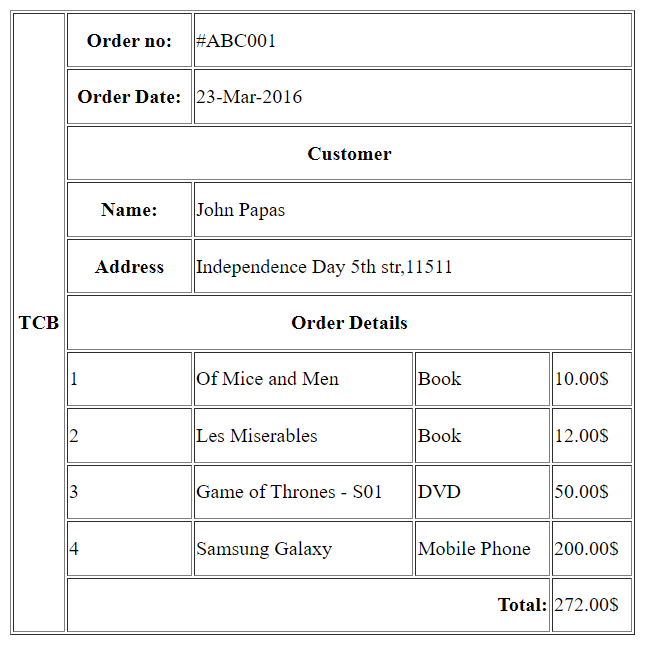 TCB
Order no: #ABC001
Order Date: 23-Mar-2016
Customer
Name: John Papas
Address Independence Day 5th str,11511
Order Details
1 Of Mice and Men Book 10.00$
2 Les Miserables Book 12.00$
3 Game of Thrones - S01 DVD 50.00$
4 Samsung Galaxy Mobile Phone 200.00$
Total: 272.00$